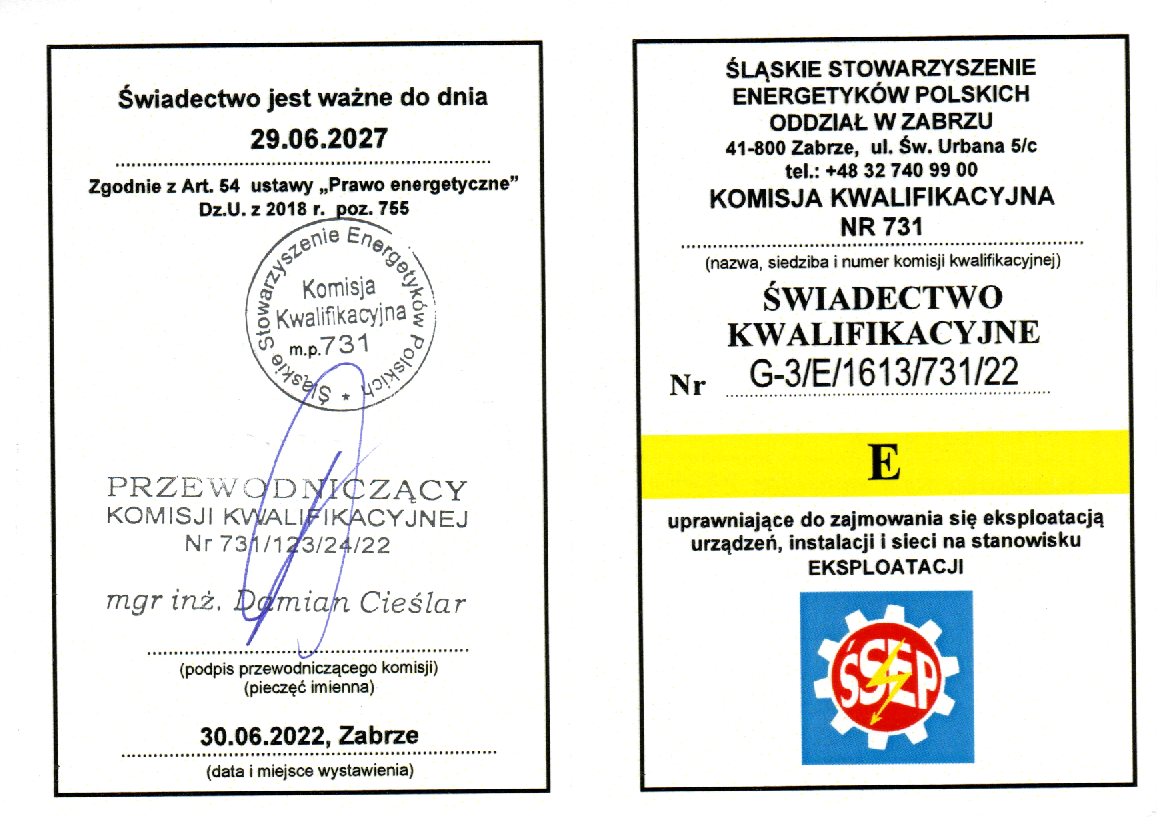 Świadectwo jest ważne do dnia
29.06.2027
Zgodnie z Art. 54 ustawy „Prawo energetyczne”
Dz.U. z 2018 r. poz. 755
Śląskie Stowarzyszenie Energetyków Polskich *
Komisja
Kwalifikacyjna
m.p. 731
PRZEWODNICZĄCY
KOMISJI KWALIFIKACYJNEJ
Nr 731/123/24/22
mgr inż. Damian Cieślar
(podpis przewodniczącego komisji)
(pieczęć imienna)
30.06.2022, Zabrze
(data i miejsce wystawienia)
ŚLĄSKIE STOWARZYSZENIE
ENERGETYKÓW POLSKICH
ODDZIAŁ W ZABRZU
41-800 Zabrze, ul. Św. Urbana 5/c
tel.: +48 32 740 99 00
KOMISJA KWALIFIKACYJNA
NR 731
(nazwa, siedziba i numer komisji kwalifikacyjnej)
ŚWIADECTWO
KWALIFIKACYJNE
Nr G-3/E/1613/731/22
E
uprawniające do zajmowania się eksploatacją
urządzeń, instalacji i sieci na stanowisku
EKSPLOATACJI
ŚSEP